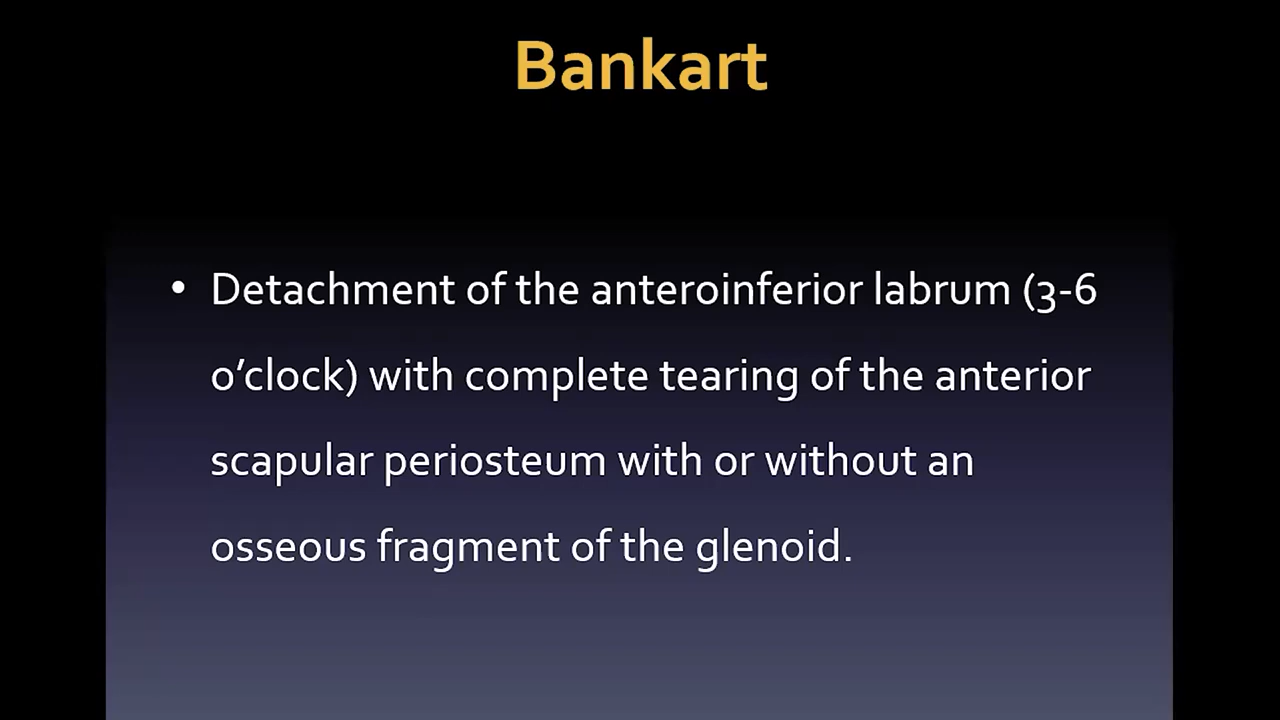 Bankart
• Detachment of the anteroinferior labrum (3-6
o’clock) with complete tearing of the anterior
scapular periosteum with or without an
osseous fragment of the glenoid.